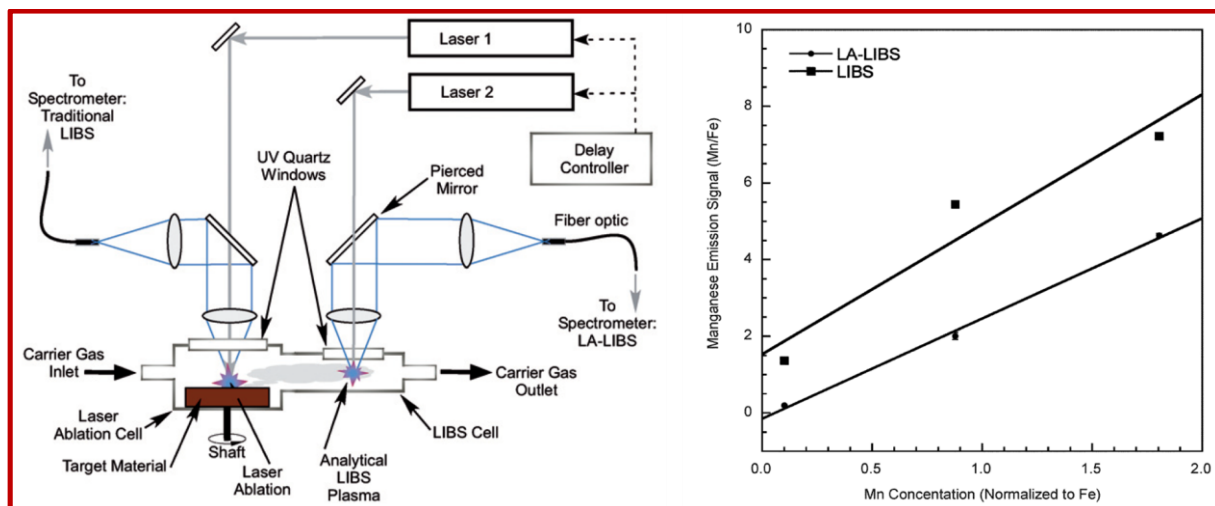 Laser 1
Laser 2
Delay
Controller
To
Spectrometer:
Traditional
LIBS
UV Quartz
Windows
Pierced
Mirror
Fiber optic
To
Spectrometer:
LA-LIBS
Carrier Gas
Inlet
Carrier Gas
Outlet
Laser
Ablation Cell
Target Material
Shaft
Laser
Ablation
Analytical
LIBS
Plasma
LIBS Cell
LA-LIBS
LIBS
Manganese Emission Signal (Mn/Fe)
10
8
6
4
2
0
0.0
0.5
1.0
1.5
2.0
Mn Concentation (Normalized to Fe)